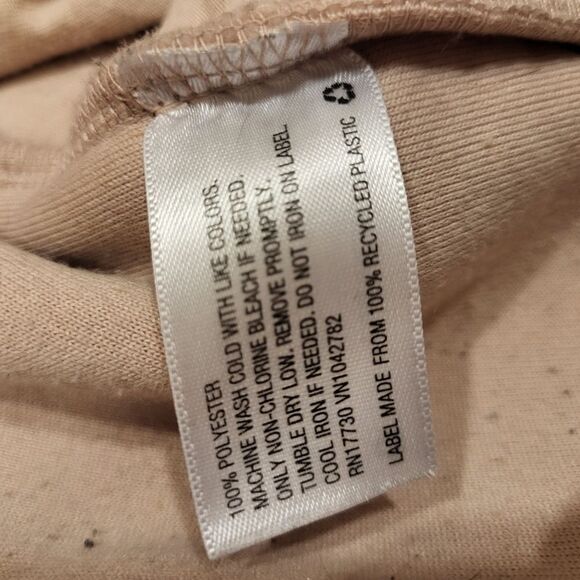 100% POLYESTER
MACHINE WASH COLD WITH LIKE COLORS.
ONLY NON-CHLORINE BLEACH IF NEEDED.
TUMBLE DRY LOW. REMOVE PROMPTLY.
COOL IRON IF NEEDED. DO NOT IRON ON LABEL.
RN17730 VN1042782
LABEL MADE FROM 100% RECYCLED PLASTIC